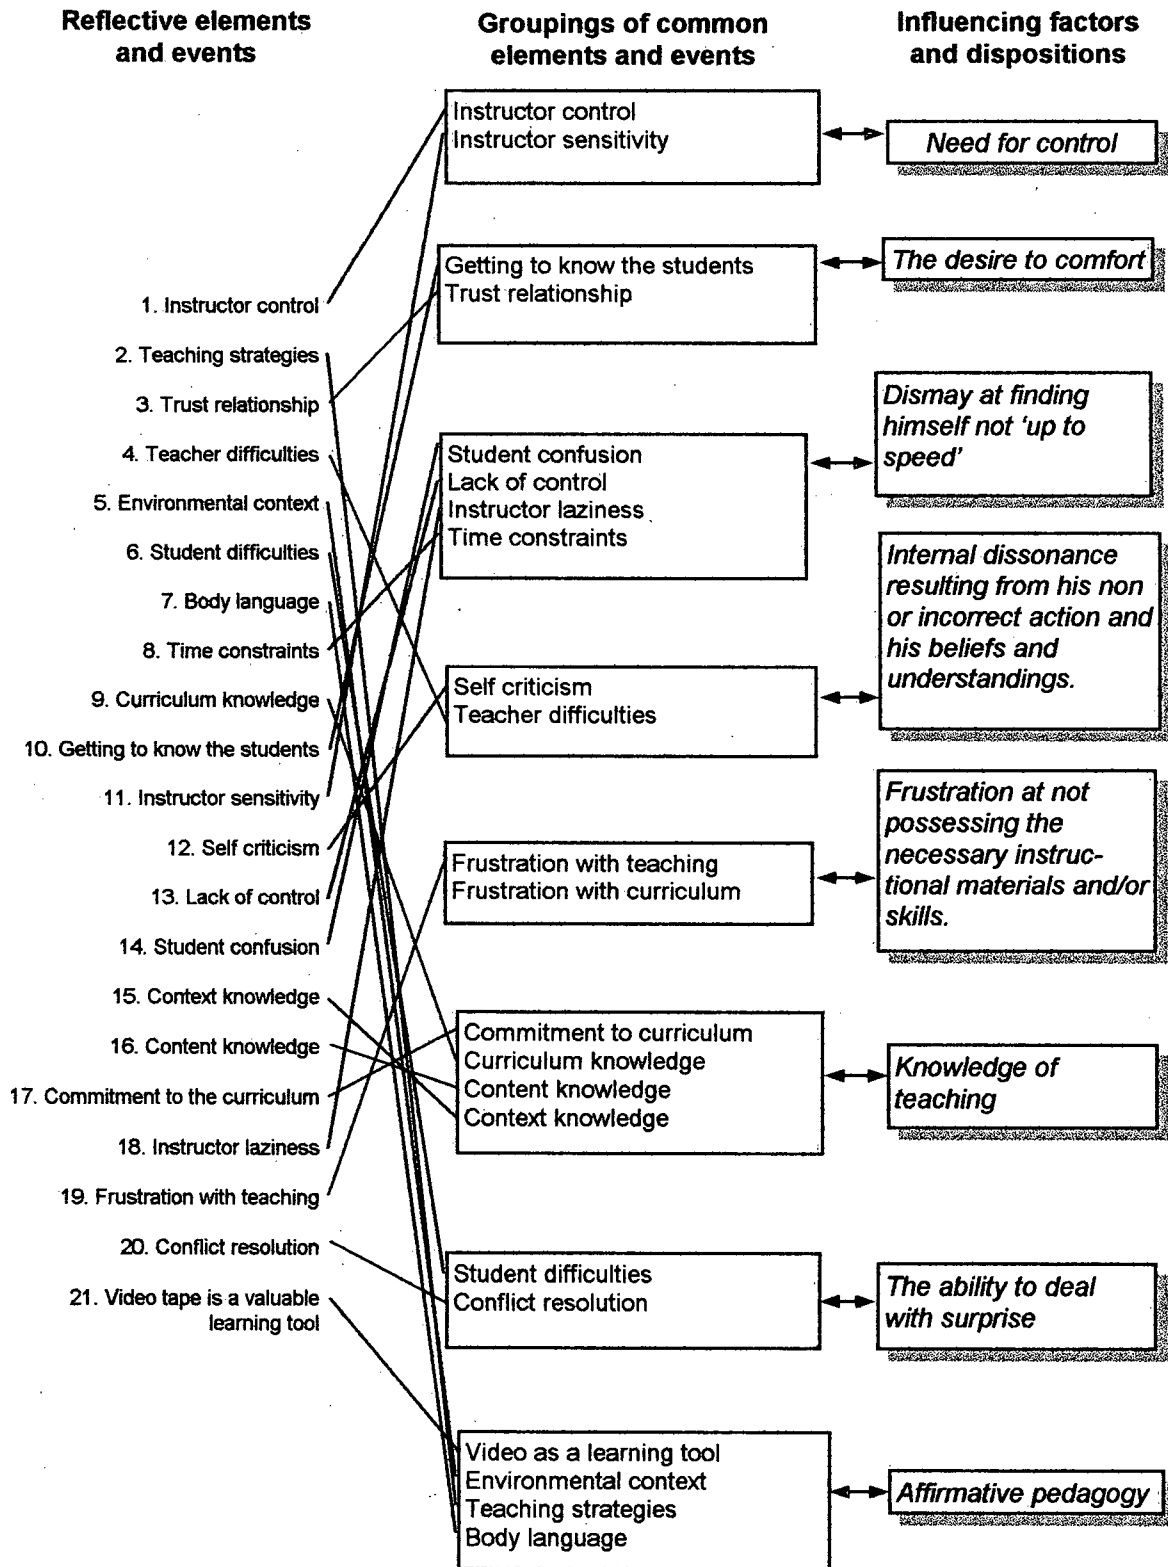 Reflective elements
and events
Groupings of common
elements and events
Influencing factors
and dispositions
1. Instructor control
2. Teaching strategies
3. Trust relationship
4. Teacher difficulties
5. Environmental context
6. Student difficulties
7. Body language
8. Time constraints
9. Curriculum knowledge
10. Getting to know the students
11. Instructor sensitivity
12. Self criticism
13. Lack of control
14. Student confusion
15. Context knowledge
16. Content knowledge
17. Commitment to the curriculum
18. Instructor laziness
19. Frustration with teaching
20. Conflict resolution
21. Video tape is a valuable
learning tool
Instructor control
Instructor sensitivity
Getting to know the students
Trust relationship
Student confusion
Lack of control
Instructor laziness
Time constraints
Self criticism
Teacher difficulties
Frustration with teaching
Frustration with curriculum
Commitment to curriculum
Curriculum knowledge
Content knowledge
Context knowledge
Student difficulties
Conflict resolution
Video as a learning tool
Environmental context
Teaching strategies
Body language
Need for control
The desire to comfort
Dismay at finding
himself not 'up to
speed'
Internal dissonance
resulting from his non
or incorrect action and
his beliefs and
understandings.
Frustration at not
possessing the
necessary instruc-
tional materials and/or
skills.
Knowledge of
teaching
The ability to deal
with surprise
Affirmative pedagogy